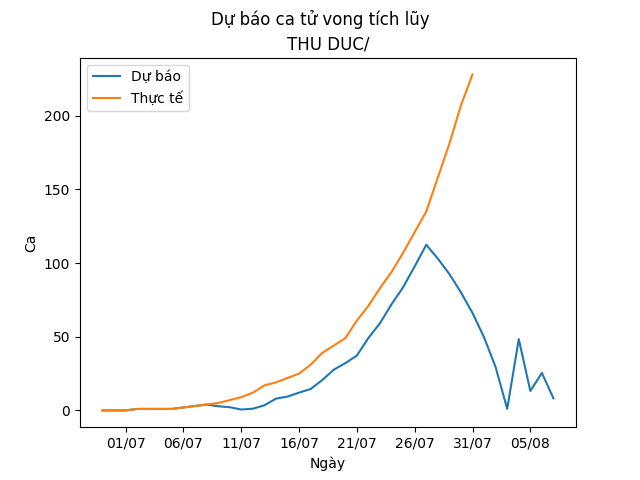 Dự báo ca tử vong tích lũy
THU DUC/
Dự báo
Thực tế
200
150
100
50
0
Ca
01/07 06/07 11/07 16/07 21/07 26/07 31/07 05/08
Ngày